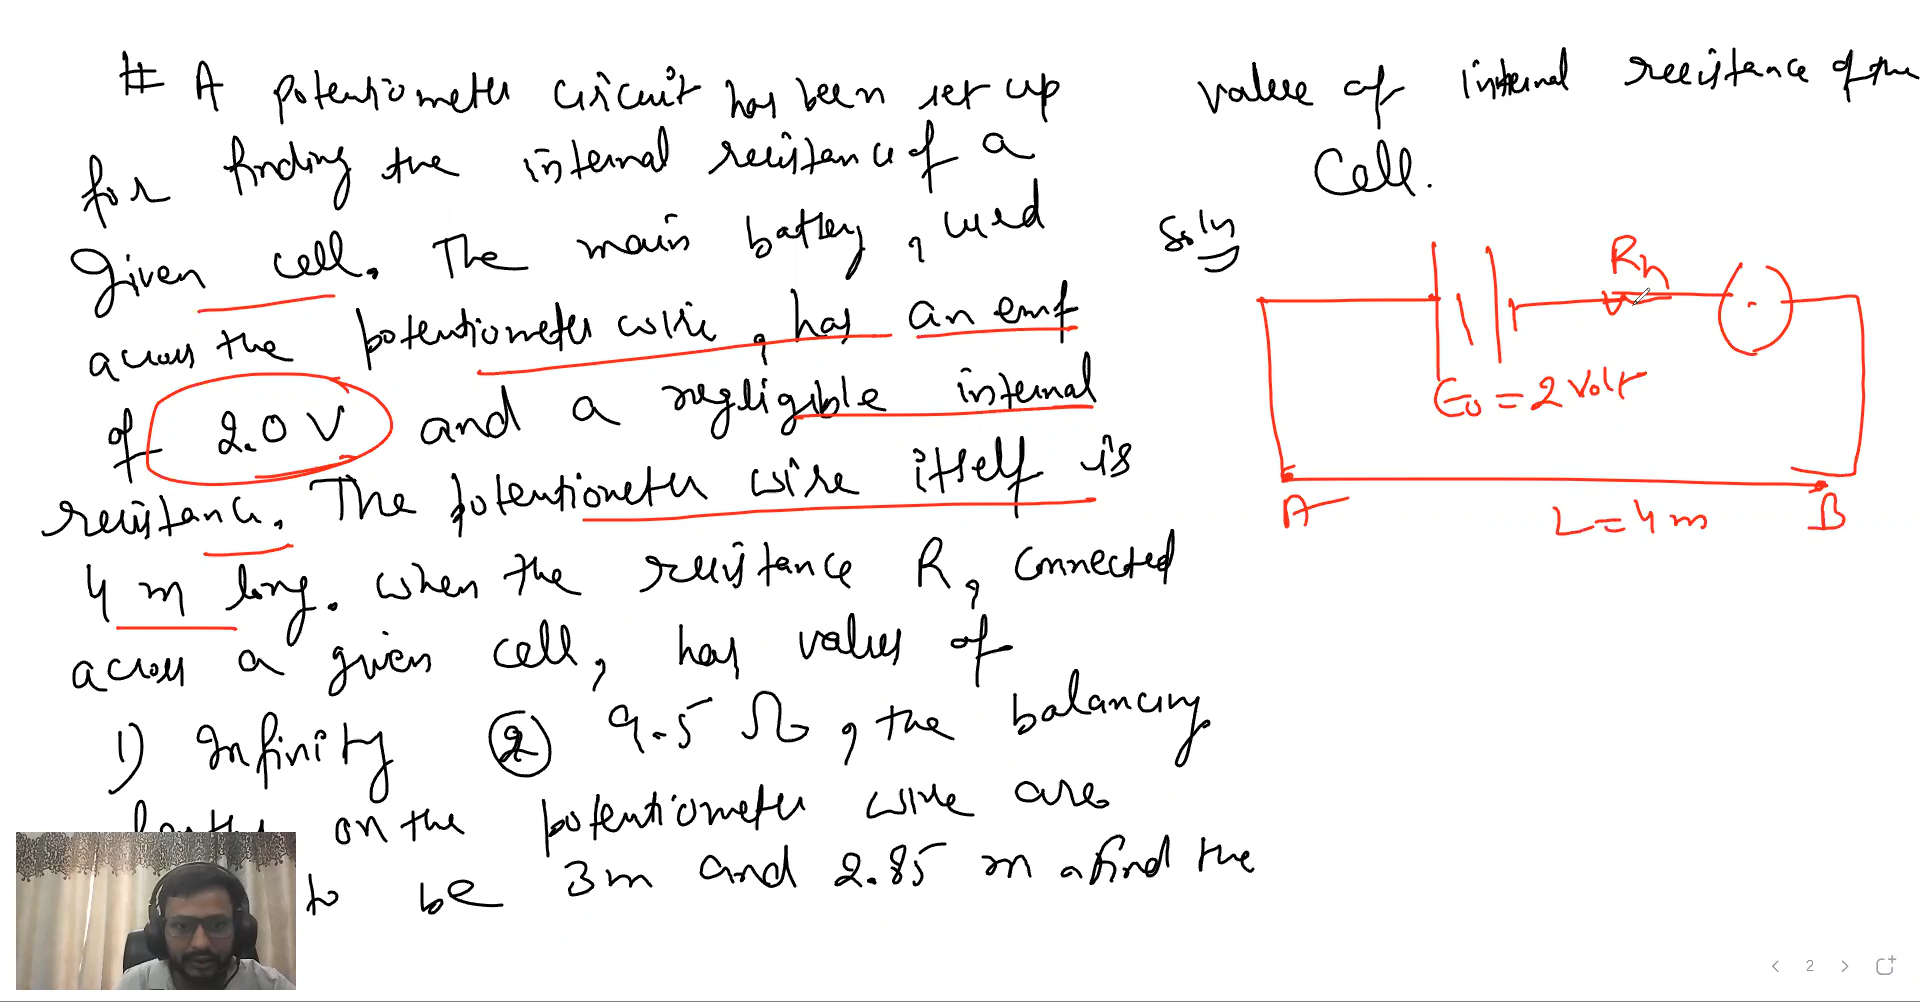 # A potentiometer circuit has been set up
for finding the internal resistance of a
given cell. The main battery, used
across the potentiometer wire, has an emf
of 2.0 V and a negligible internal
resistance. The potentiometer wire itself is
4 m long. when the resistance R, connected
across a given cell, has values of
1) Infinity ② 9.5 Ω, the balancing
on the potentiometer wire are
to be 3m and 2.85 m. find the
value of internal resistance of the
Cell.
Soln
Rh
E0 = 2 Volt
A L = 4 m B
2